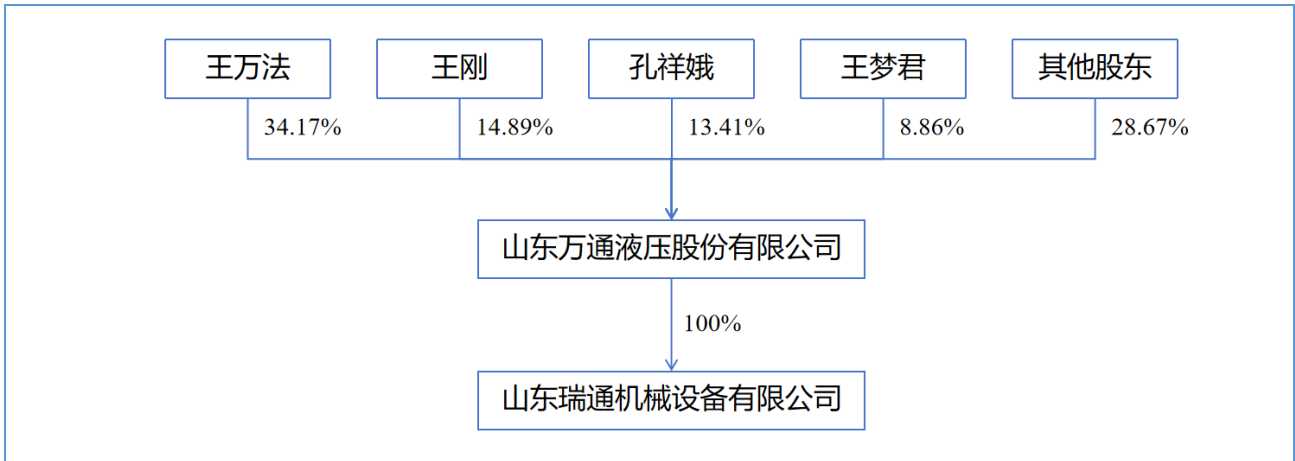 王万法 王刚 孔祥娥 王梦君 其他股东
34.17% 14.89% 13.41% 8.86% 28.67%
山东万通液压股份有限公司
100%
山东瑞通机械设备有限公司